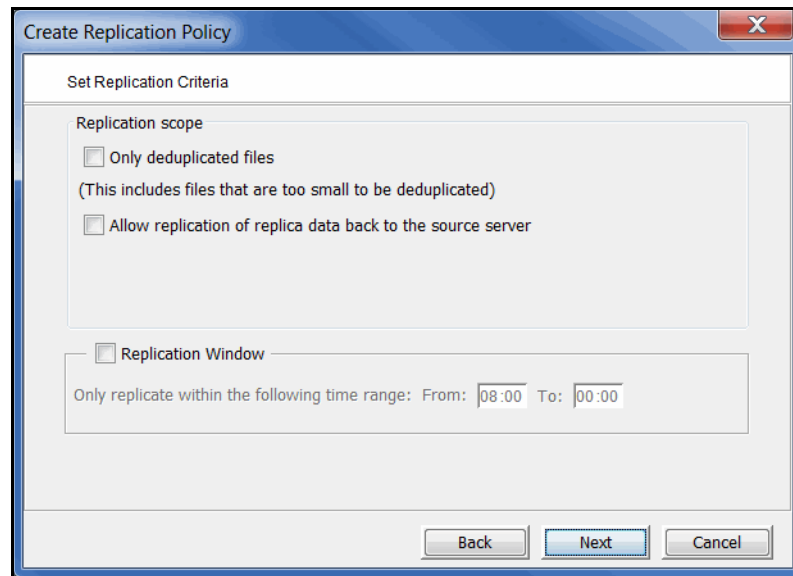 Create Replication Policy
X
Set Replication Criteria
Replication scope
Only deduplicated files
(This includes files that are too small to be deduplicated)
Allow replication of replica data back to the source server
Replication Window
Only replicate within the following time range: From: 08:00 To: 00:00
Back Next Cancel